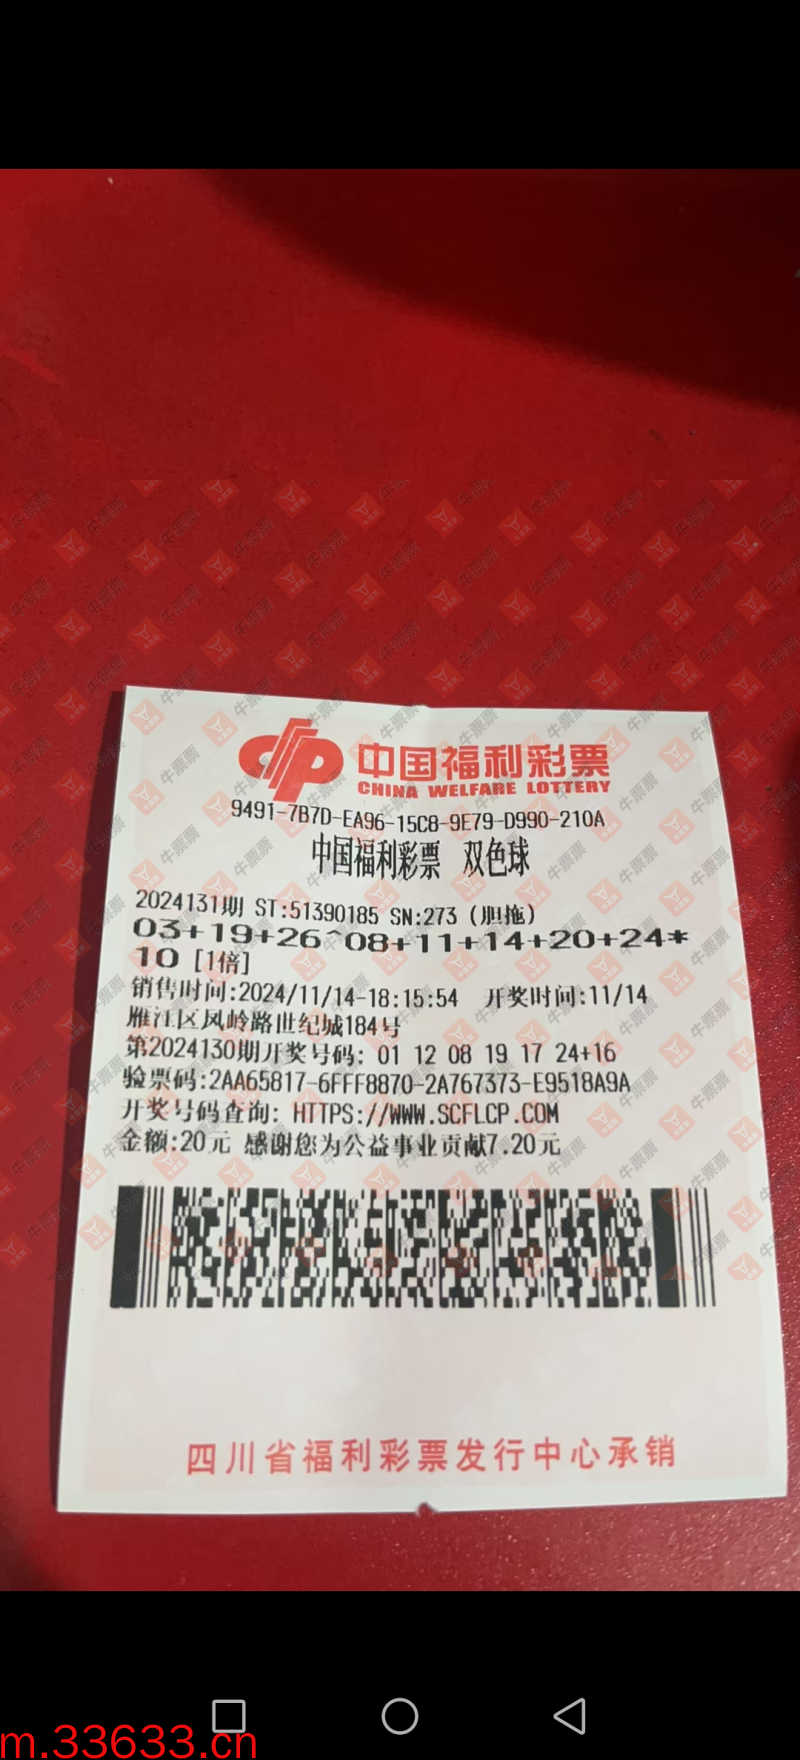 中国福利彩票
CHINA WELFARE LOTTERY
9491-7B7D-EA96-15C8-9E79-D990-210A
中国福利彩票 双色球
2024131期 ST:51390185 SN:273 (胆拖)
03+19+26^08+11+14+20+24*
10 [1倍]
销售时间:2024/11/14-18:15:54 开奖时间:11/14
雁江区凤岭路世纪城184号
第2024130期开奖号码: 01 12 08 19 17 24+16
验票码:2AA65817-6FFF8870-2A767373-E9518A9A
开奖号码查询: HTTPS://WWW.SCFLCP.COM
金额:20元 感谢您为公益事业贡献7.20元
四川省福利彩票发行中心承销
牛票票
m.33633.cn